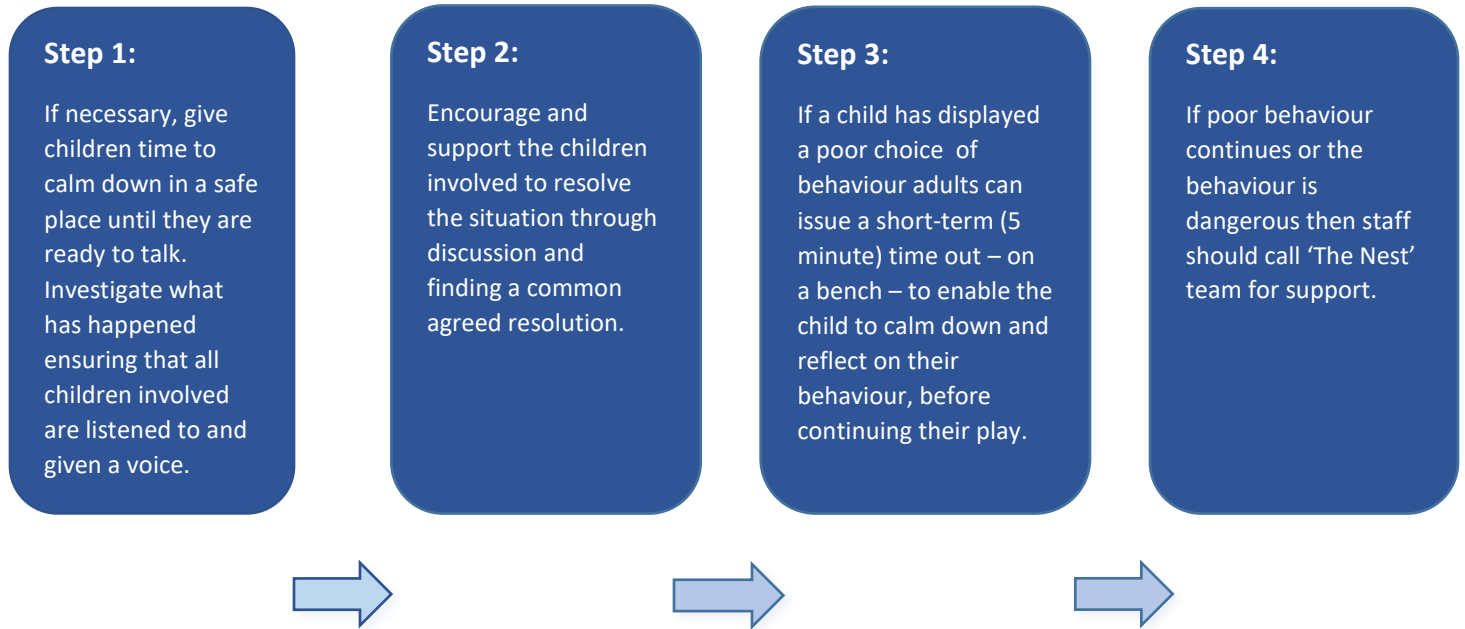 Step 1:
If necessary, give
children time to
calm down in a safe
place until they are
ready to talk.
Investigate what
has happened
ensuring that all
children involved
are listened to and
given a voice.
Step 2:
Encourage and
support the children
involved to resolve
the situation through
discussion and
finding a common
agreed resolution.
Step 3:
If a child has displayed
a poor choice  of
behaviour adults can
issue a short-term (5
minute) time out – on
a bench – to enable the
child to calm down and
reflect on their
behaviour, before
continuing their play.
Step 4:
If poor behaviour
continues or the
behaviour is
dangerous then staff
should call ‘The Nest’
team for support.